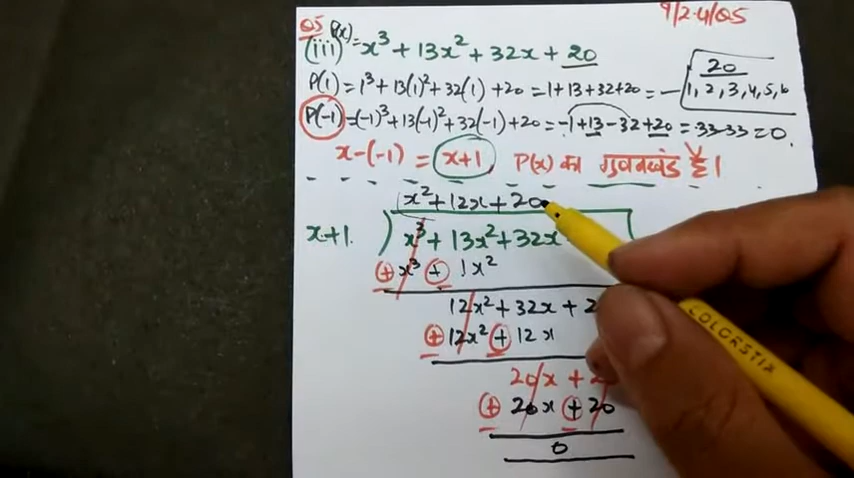 9/2.4/Q5
Q5 P(x)=
(iii) x³ + 13x² + 32x + 20
P(1) = 1³ + 13(1)² + 32(1) + 20 = 1 + 13 + 32 + 20 =
20
1, 2, 3, 4, 5, 6
P(-1) = (-1)³ + 13(-1)² + 32(-1) + 20 = -1 + 13 - 32 + 20 = 33 - 33 = 0.
x - (-1) = x + 1, P(x) का गुणनखंड है।
x² + 12x + 20
x + 1 ) x³ + 13x² + 32x
x³ + 1x²
12x² + 32x + 2
12x² + 12x
20x +
20x + 20
0
COLORSTIX